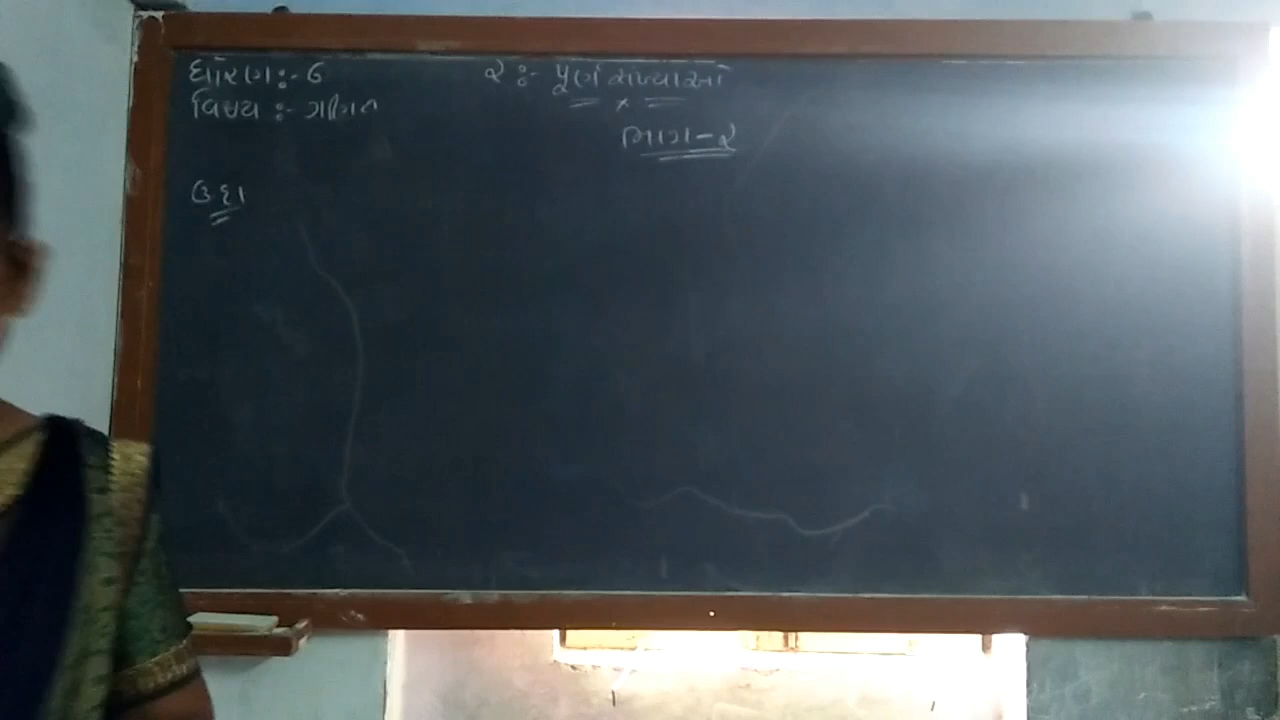 ધોરણ :- 6 ૨ :- પૂર્ણ સંખ્યાઓ
વિષય :- ગણિત
ભાગ-૨
ઉદા